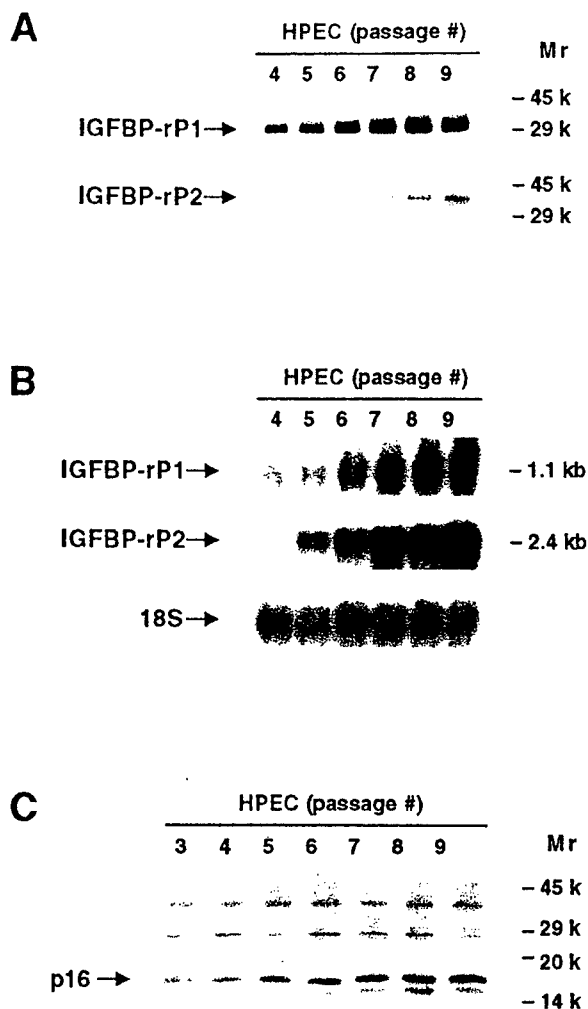 A
HPEC (passage #)
4 5 6 7 8 9
Mr
– 45 k
IGFBP-rP1→
– 29 k
– 45 k
IGFBP-rP2→
– 29 k
B
HPEC (passage #)
4 5 6 7 8 9
IGFBP-rP1→
– 1.1 kb
IGFBP-rP2→
– 2.4 kb
18S→
C
HPEC (passage #)
3 4 5 6 7 8 9
Mr
– 45 k
– 29 k
– 20 k
p16→
– 14 k